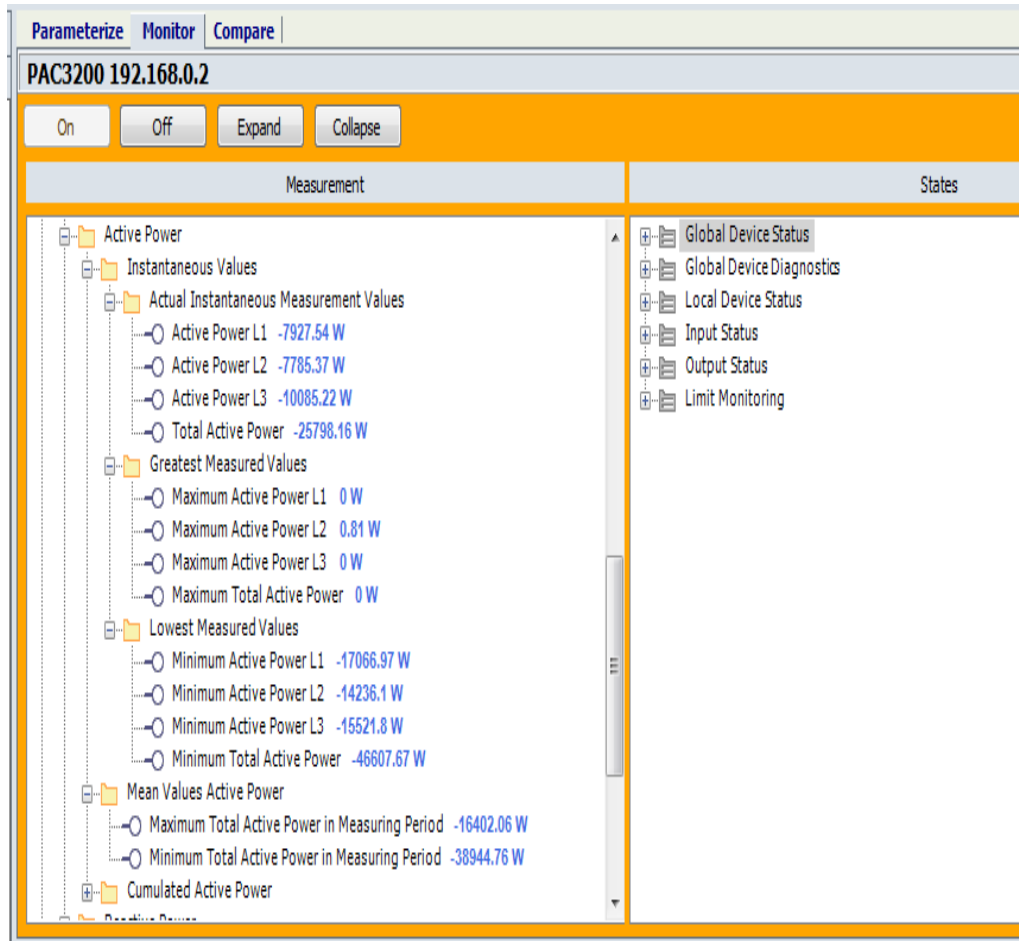 Parameterize Monitor Compare
PAC3200 192.168.0.2
On Off Expand Collapse
Measurement
States
Active Power
Instantaneous Values
Actual Instantaneous Measurement Values
Active Power L1 -7927.54 W
Active Power L2 -7785.37 W
Active Power L3 -10085.22 W
Total Active Power -25798.16 W
Greatest Measured Values
Maximum Active Power L1 0 W
Maximum Active Power L2 0.81 W
Maximum Active Power L3 0 W
Maximum Total Active Power 0 W
Lowest Measured Values
Minimum Active Power L1 -17066.97 W
Minimum Active Power L2 -14236.1 W
Minimum Active Power L3 -15521.8 W
Minimum Total Active Power -46607.67 W
Mean Values Active Power
Maximum Total Active Power in Measuring Period -16402.06 W
Minimum Total Active Power in Measuring Period -38944.76 W
Cumulated Active Power
Reactive Power
Global Device Status
Global Device Diagnostics
Local Device Status
Input Status
Output Status
Limit Monitoring